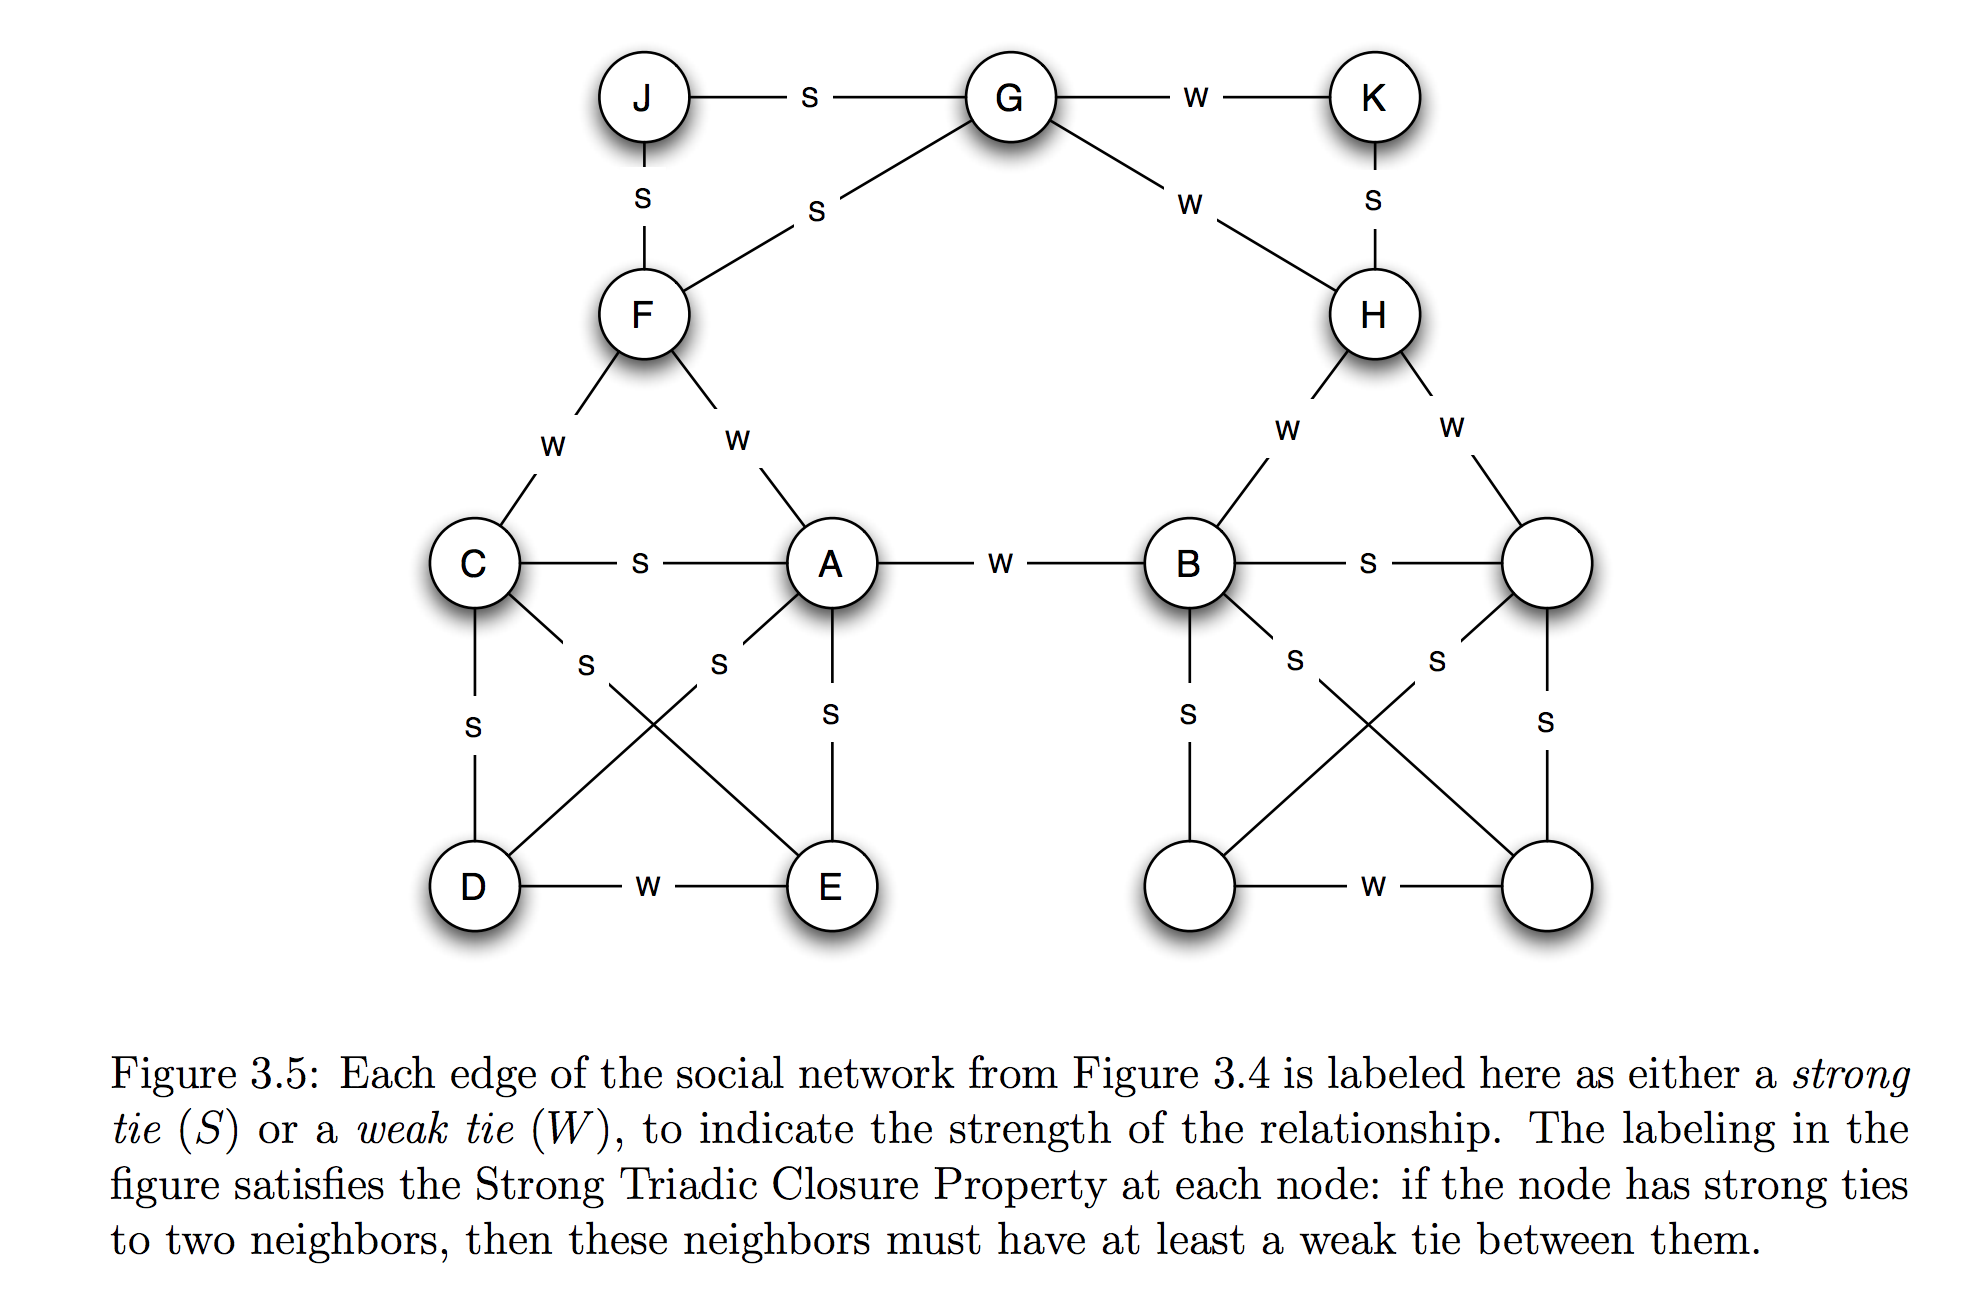 J S G W K
S S W S
F H
W W W W
C S A W B S
S S S S S S
S S
D W E W
Figure 3.5: Each edge of the social network from Figure 3.4 is labeled here as either a strong
tie (S) or a weak tie (W), to indicate the strength of the relationship. The labeling in the
figure satisfies the Strong Triadic Closure Property at each node: if the node has strong ties
to two neighbors, then these neighbors must have at least a weak tie between them.